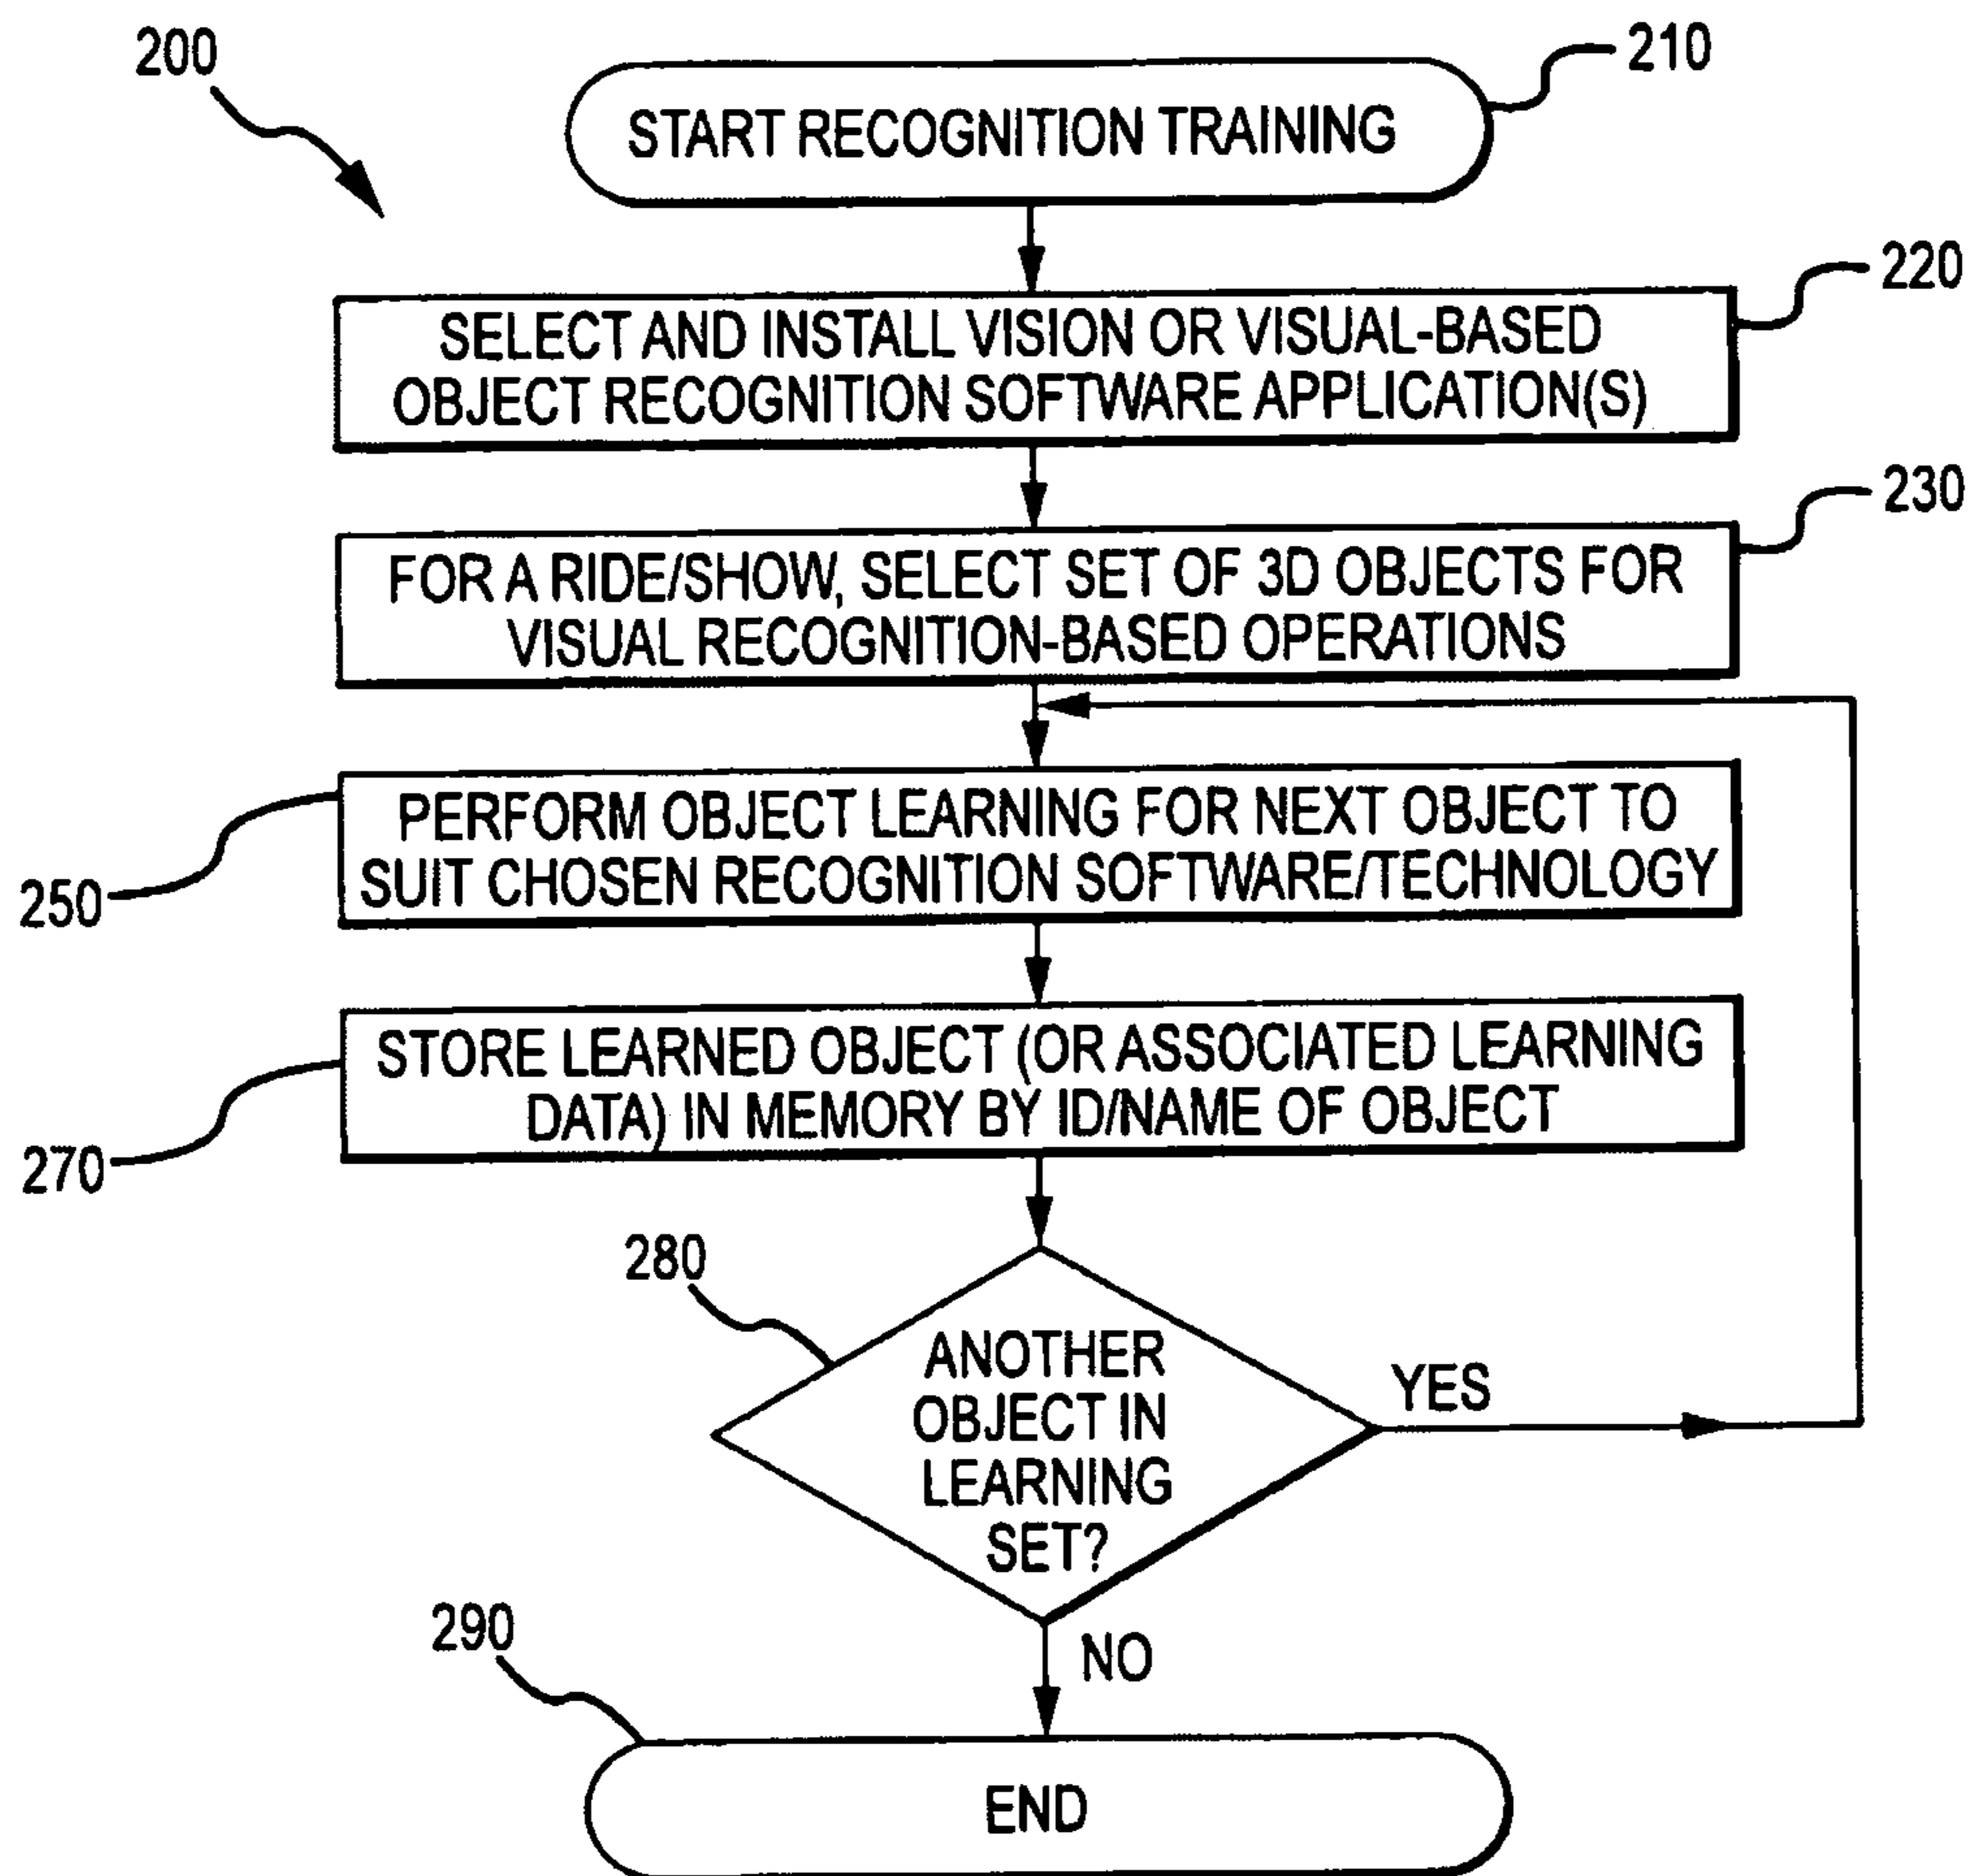 200
210
START RECOGNITION TRAINING
220
SELECT AND INSTALL VISION OR VISUAL-BASED
OBJECT RECOGNITION SOFTWARE APPLICATION(S)
230
FOR A RIDE/SHOW, SELECT SET OF 3D OBJECTS FOR
VISUAL RECOGNITION-BASED OPERATIONS
250
PERFORM OBJECT LEARNING FOR NEXT OBJECT TO
SUIT CHOSEN RECOGNITION SOFTWARE/TECHNOLOGY
270
STORE LEARNED OBJECT (OR ASSOCIATED LEARNING
DATA) IN MEMORY BY ID/NAME OF OBJECT
280
ANOTHER
OBJECT IN
LEARNING
SET?
YES
NO
290
END